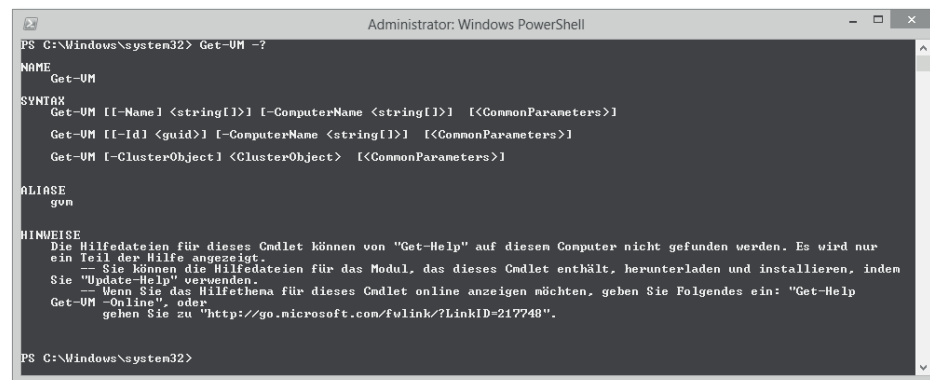 Administrator: Windows PowerShell
PS C:\Windows\system32> Get-VM -?
NAME
Get-VM
SYNTAX
Get-VM [[-Name] <string[]>] [-ComputerName <string[]>]  [<CommonParameters>]
Get-VM [[-Id] <guid>] [-ComputerName <string[]>]  [<CommonParameters>]
Get-VM [-ClusterObject] <ClusterObject>  [<CommonParameters>]
ALIASE
gvm
HINWEISE
Die Hilfedateien für dieses Cmdlet können von "Get-Help" auf diesem Computer nicht gefunden werden. Es wird nur
ein Teil der Hilfe angezeigt.
-- Sie können die Hilfedateien für das Modul, das dieses Cmdlet enthält, herunterladen und installieren, indem
Sie "Update-Help" verwenden.
-- Wenn Sie das Hilfethema für dieses Cmdlet online anzeigen möchten, geben Sie Folgendes ein: "Get-Help
Get-VM -Online", oder
gehen Sie zu "http://go.microsoft.com/fwlink/?LinkID=217748".
PS C:\Windows\system32>